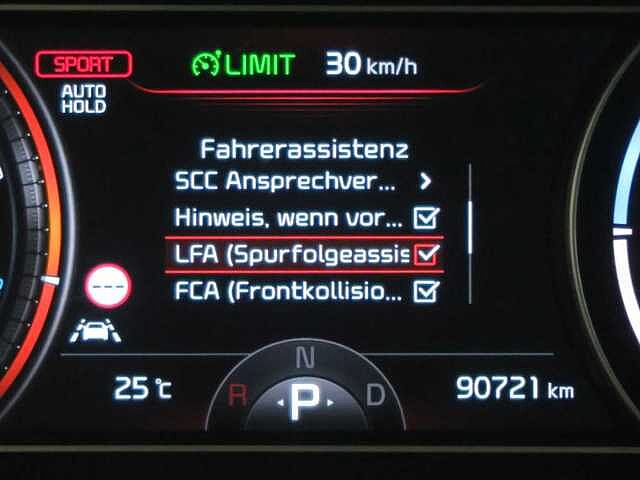 SPORT LIMIT 30 km/h
AUTO
HOLD
Fahrerassistenz
SCC Ansprechver...
Hinweis, wenn vor...
LFA (Spurfolgeassis
FCA (Frontkollisio...
---
N
25 °C R P D 90721 km